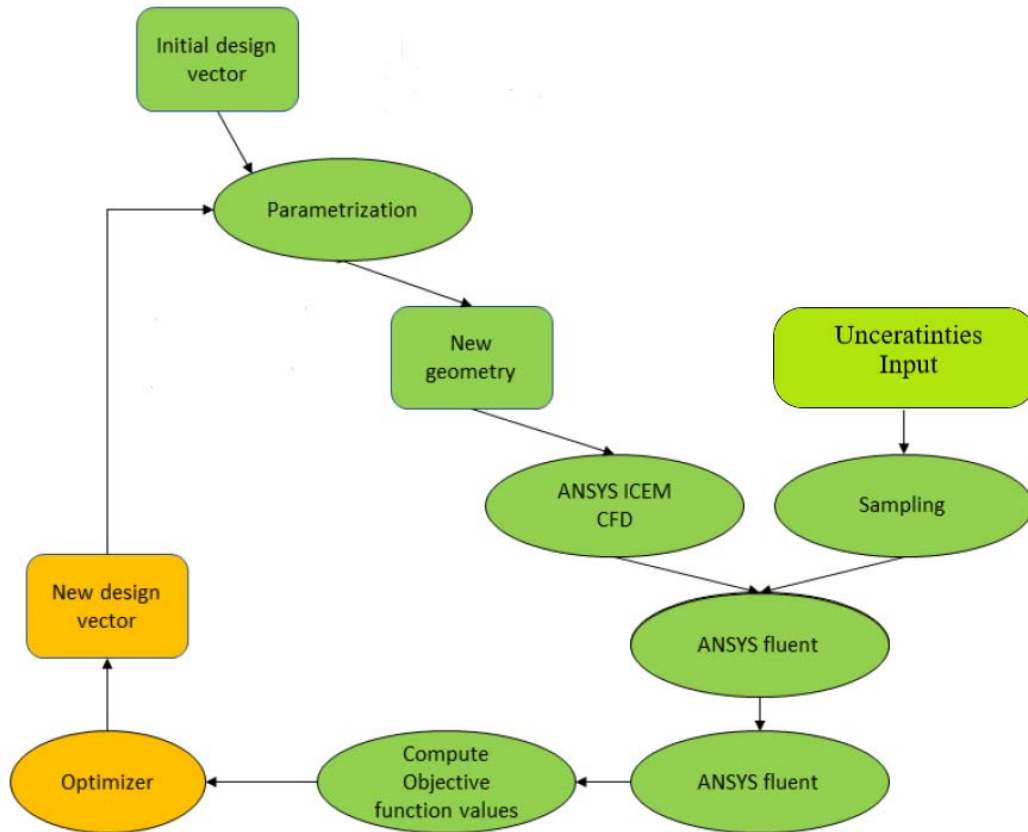 Initial design
vector
Parametrization
New
geometry
Unceratinties
Input
ANSYS ICEM
CFD
Sampling
New design
vector
ANSYS fluent
Optimizer
Compute
Objective
function values
ANSYS fluent